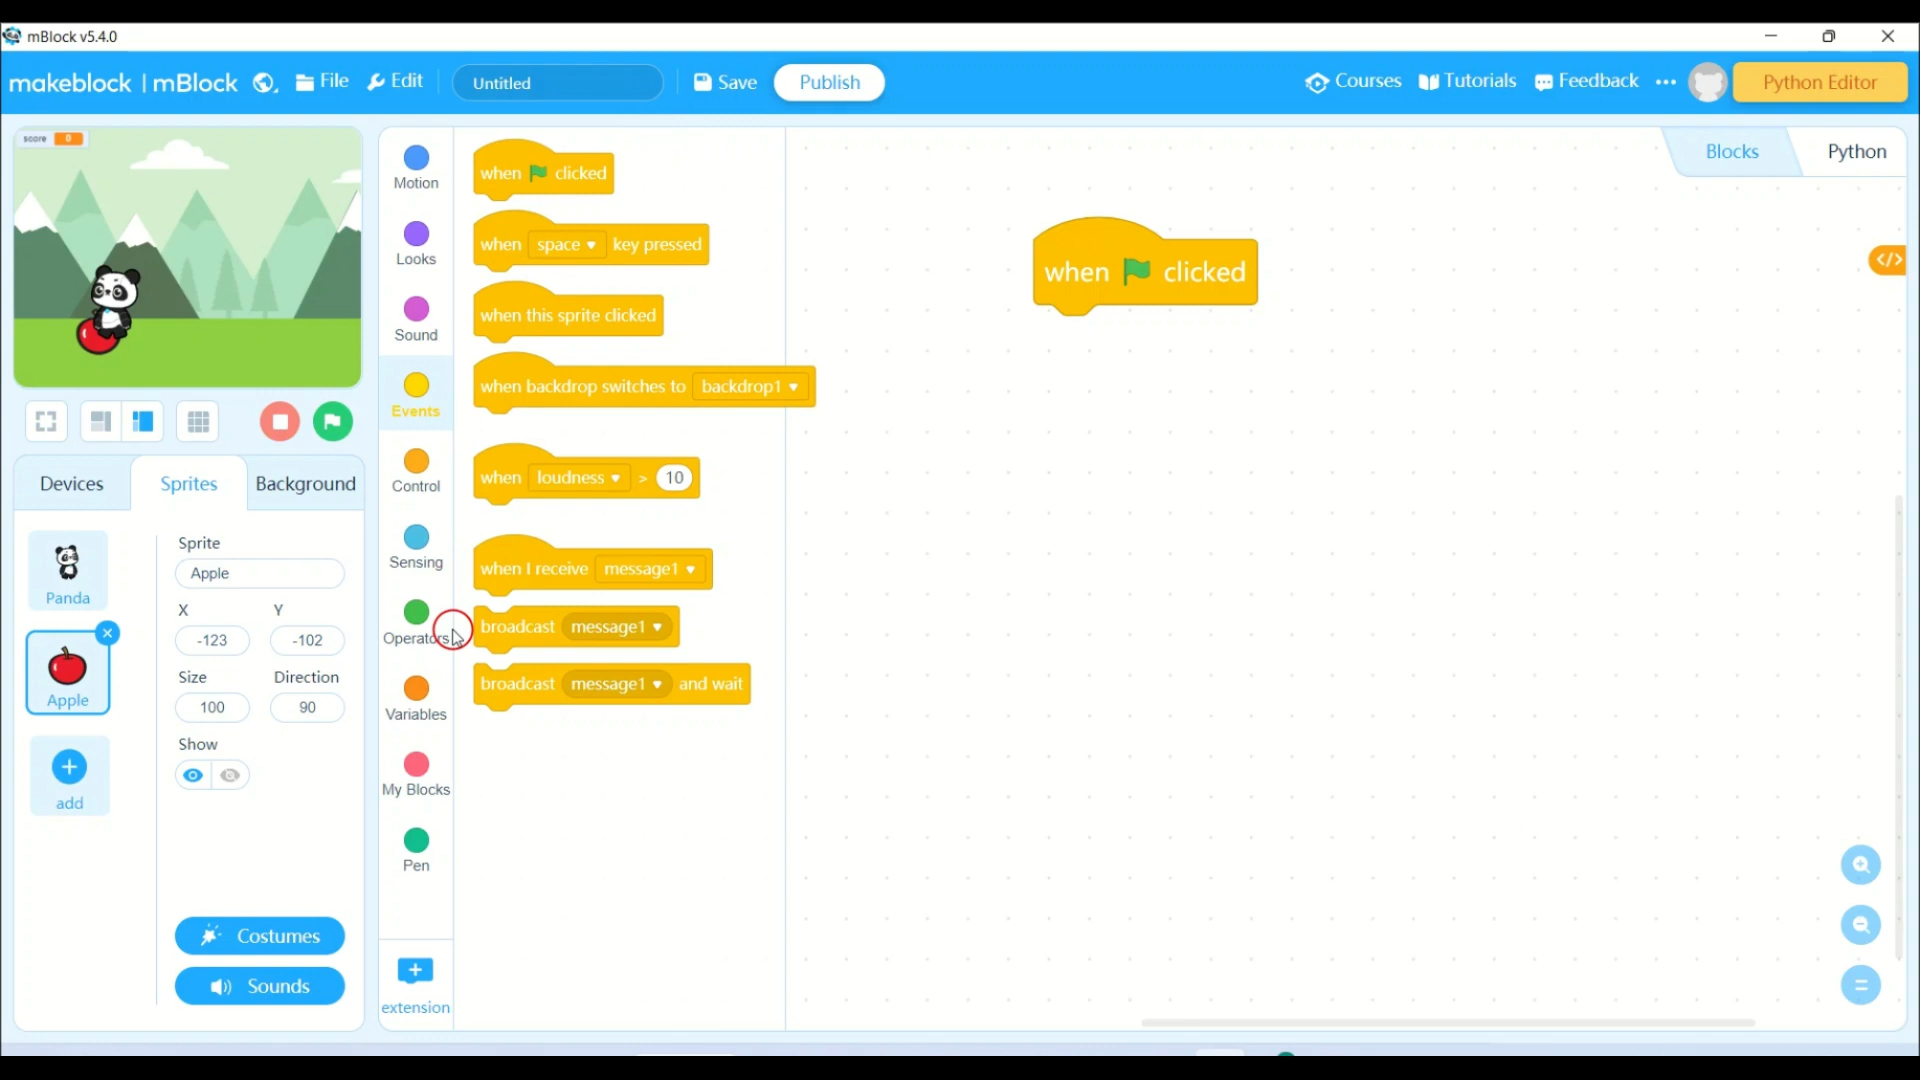 mBlock v5.4.0
makeblock | mBlock File Edit Untitled Save Publish Courses Tutorials Feedback Python Editor
score 0
Blocks Python
Motion
Looks
Sound
Events
Control
Sensing
Operators
Variables
My Blocks
Pen
extension
when clicked
when space key pressed
when this sprite clicked
when backdrop switches to backdrop1
when loudness > 10
when I receive message1
broadcast message1
broadcast message1 and wait
when clicked
Devices Sprites Background
Panda
Apple
add
Sprite
Apple
X Y
-123 -102
Size Direction
100 90
Show
Costumes
Sounds